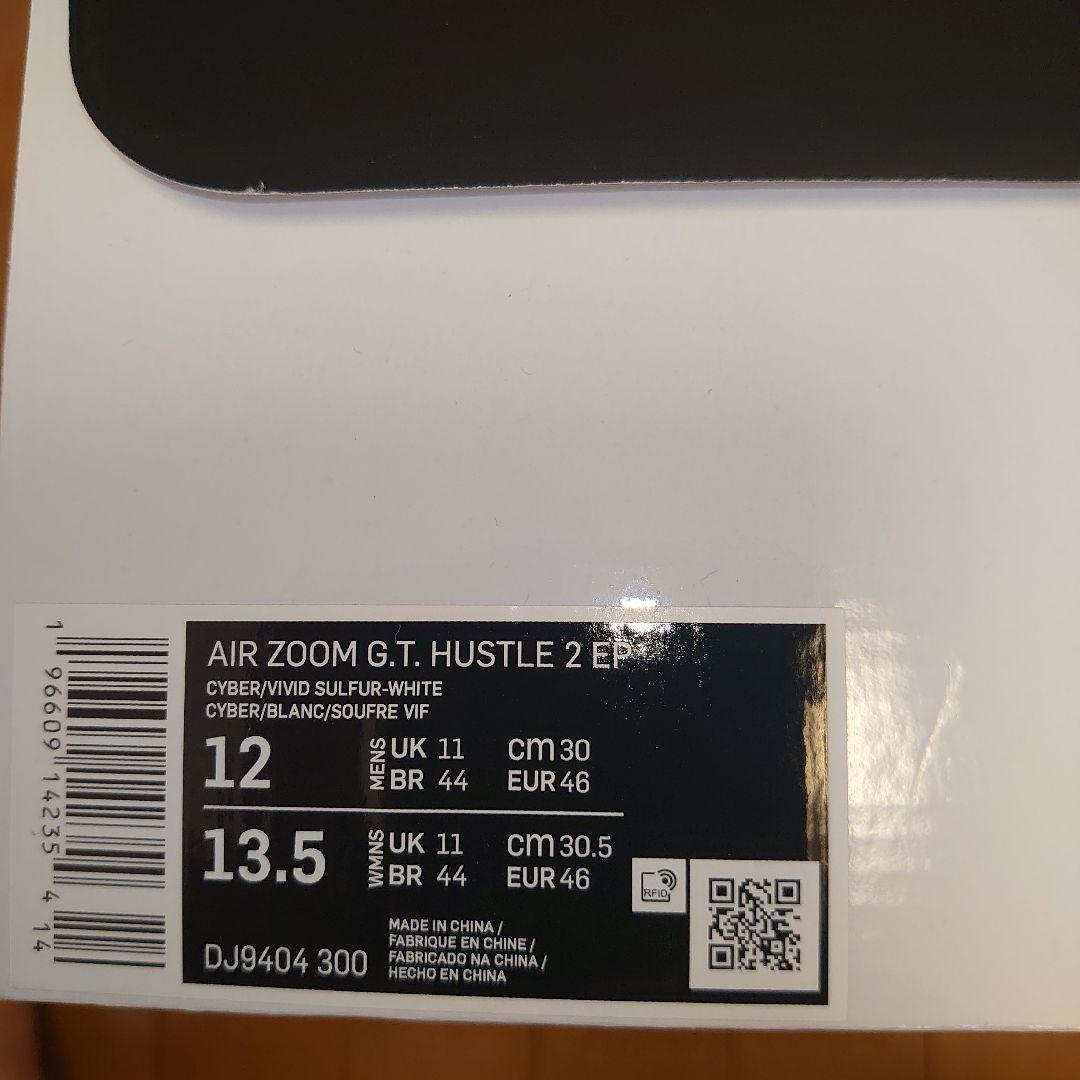 AIR ZOOM G.T. HUSTLE 2 EP
CYBER/VIVID SULFUR-WHITE
CYBER/BLANC/SOUFRE VIF
12 MENS UK 11 cm 30
BR 44 EUR 46
13.5 WMNS UK 11 cm 30.5
BR 44 EUR 46
RFID
DJ9404 300
MADE IN CHINA /
FABRIQUE EN CHINE /
FABRICADO NA CHINA /
HECHO EN CHINA
1 96609 14235 4 14